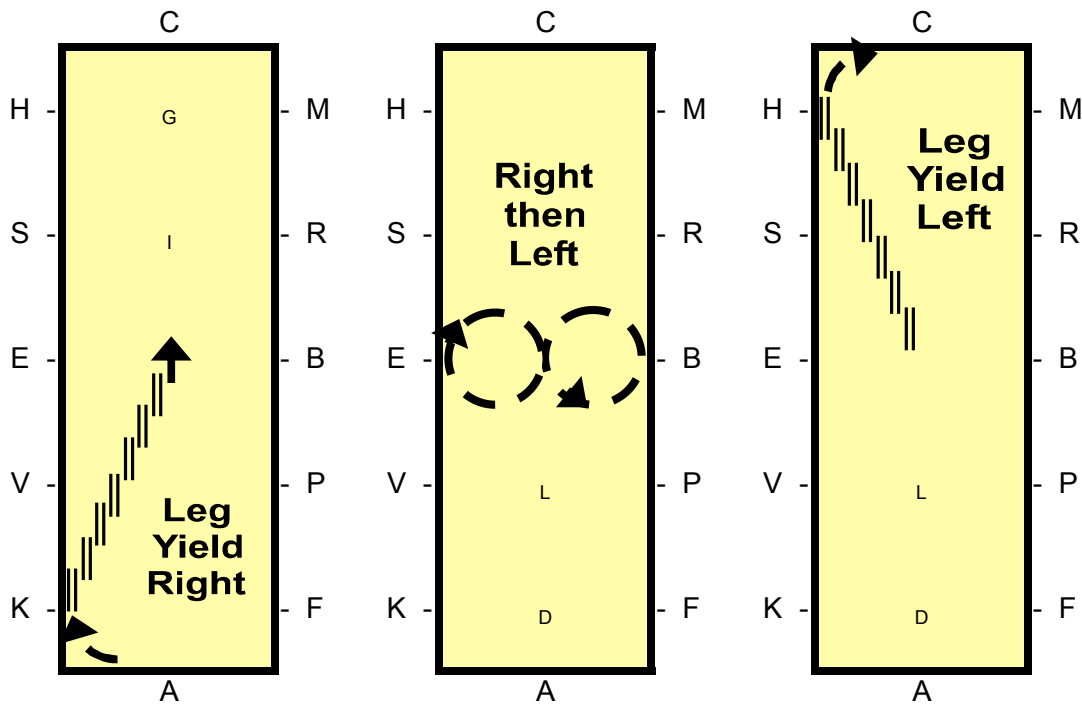 C
H - - M
G
S - - R
I
E - - B
V - - P
Leg
Yield
Right
K - - F
A
C
H - - M
Right
then
Left
S - - R
E - - B
V - - P
L
K - - F
D
A
C
H - - M
Leg
Yield
Left
S - - R
E - - B
V - - P
L
K - - F
D
A